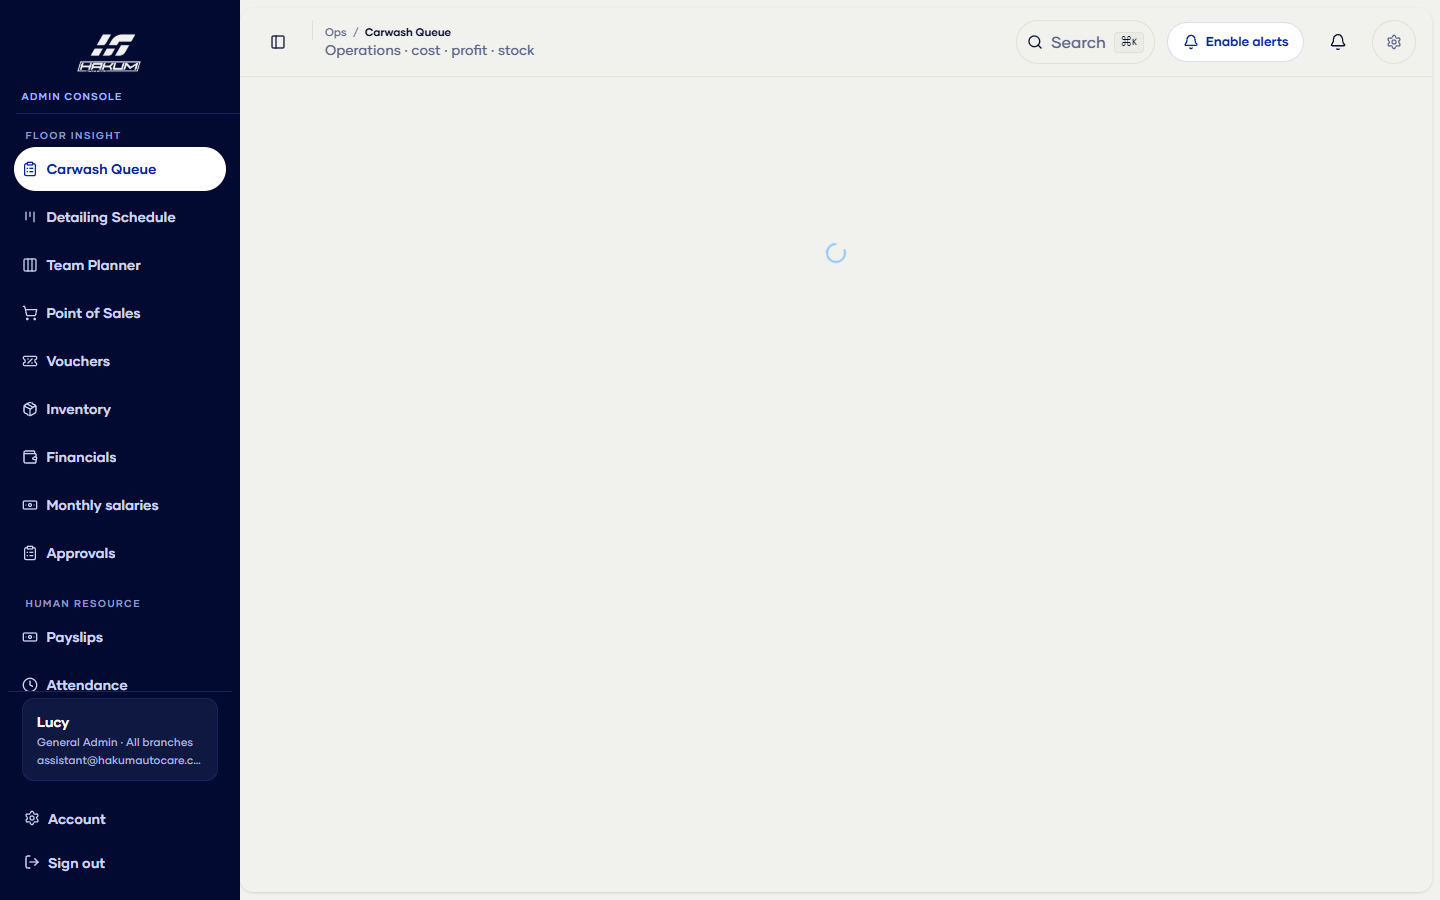 HAKUM
ADMIN CONSOLE
FLOOR INSIGHT
Carwash Queue
Detailing Schedule
Team Planner
Point of Sales
Vouchers
Inventory
Financials
Monthly salaries
Approvals
HUMAN RESOURCE
Payslips
Attendance
Lucy
General Admin · All branches
assistant@hakumautocare.c...
Account
Sign out
Ops / Carwash Queue
Operations · cost · profit · stock
Search ⌘K
Enable alerts